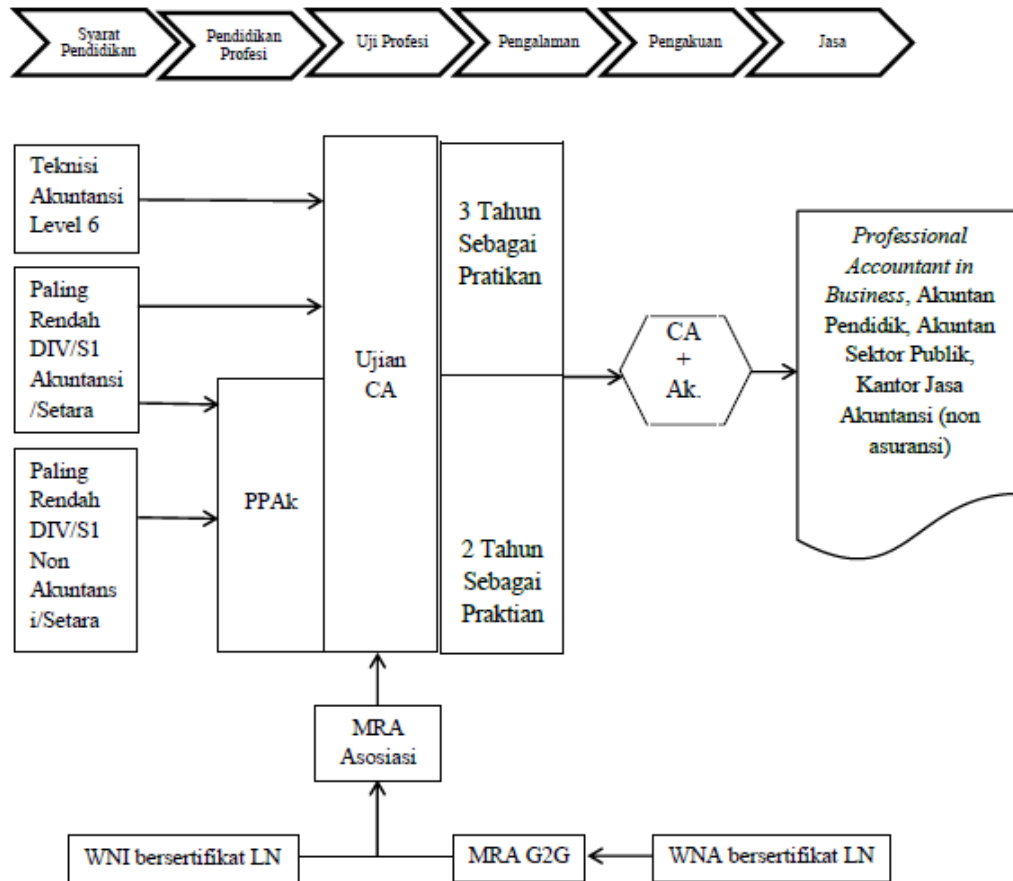 Syarat
Pendidikan
Pendidikan
Profesi
Uji Profesi
Pengalaman
Pengakuan
Jasa
Teknisi
Akuntansi
Level 6
Paling
Rendah
DIV/S1
Akuntansi
/Setara
Paling
Rendah
DIV/S1
Non
Akuntans
i/Setara
PPAk
Ujian
CA
3 Tahun
Sebagai
Pratikan
2 Tahun
Sebagai
Praktian
CA
+
Ak.
Professional
Accountant in
Business, Akuntan
Pendidik, Akuntan
Sektor Publik,
Kantor Jasa
Akuntansi (non
asuransi)
MRA
Asosiasi
WNI bersertifikat LN
MRA G2G
WNA bersertifikat LN